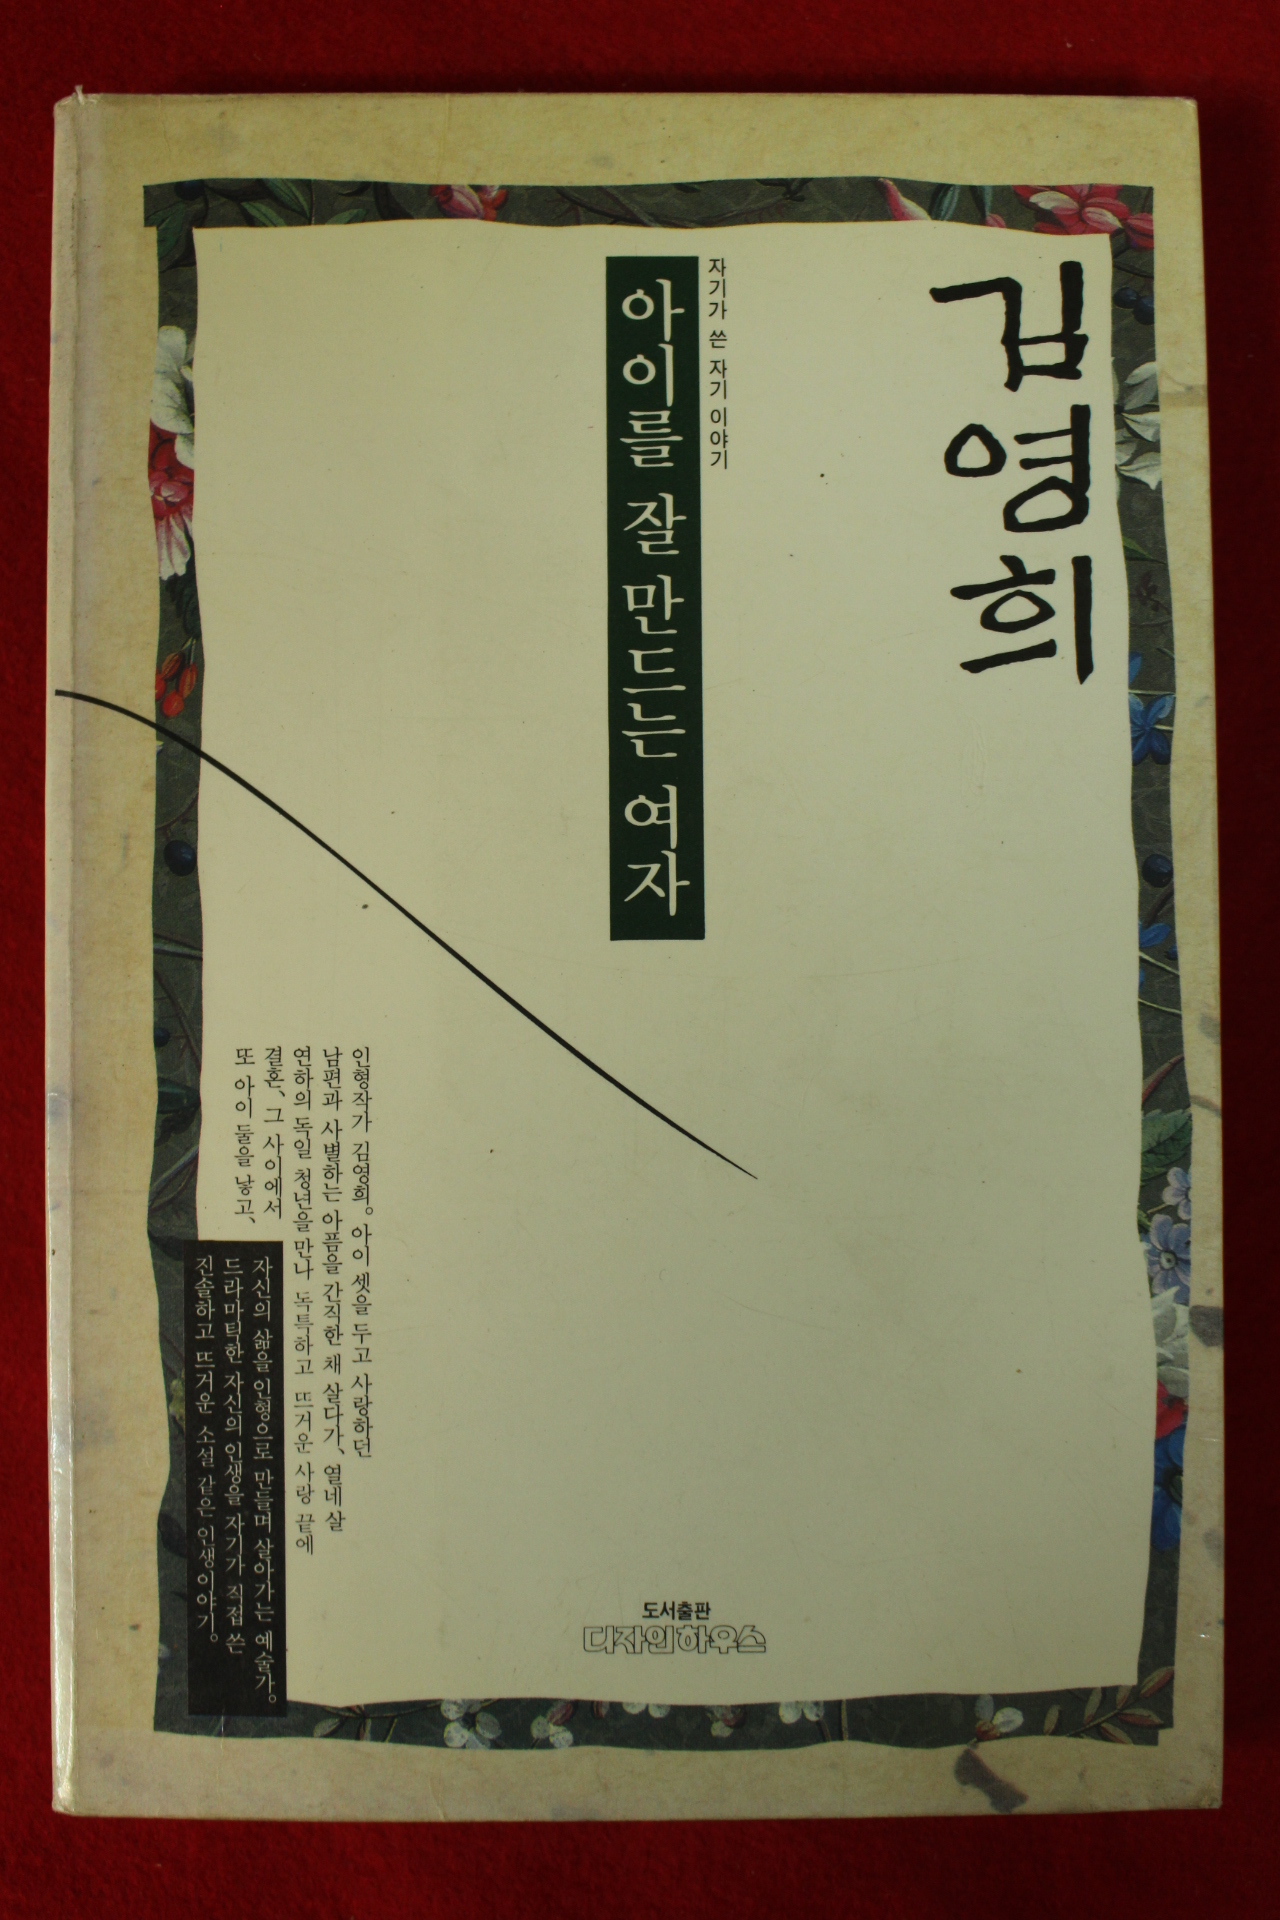 김영희
자기가 쓴 자기 이야기
아이를 잘 만드는 여자
인형작가 김영희。 아이 셋을 두고 사랑하던
남편과 사별하는 아픔을 간직한 채 살다가、 열네 살
연하의 독일 청년을 만나 독특하고 뜨거운 사랑 끝에
결혼、 그 사이에서
또 아이 둘을 낳고、
자신의 삶을 인형으로 만들며 살아가는 예술가。
드라마틱한 자신의 인생을 자기가 직접 쓴
진솔하고 뜨거운 소설 같은 인생이야기。
도서출판
디자인하우스